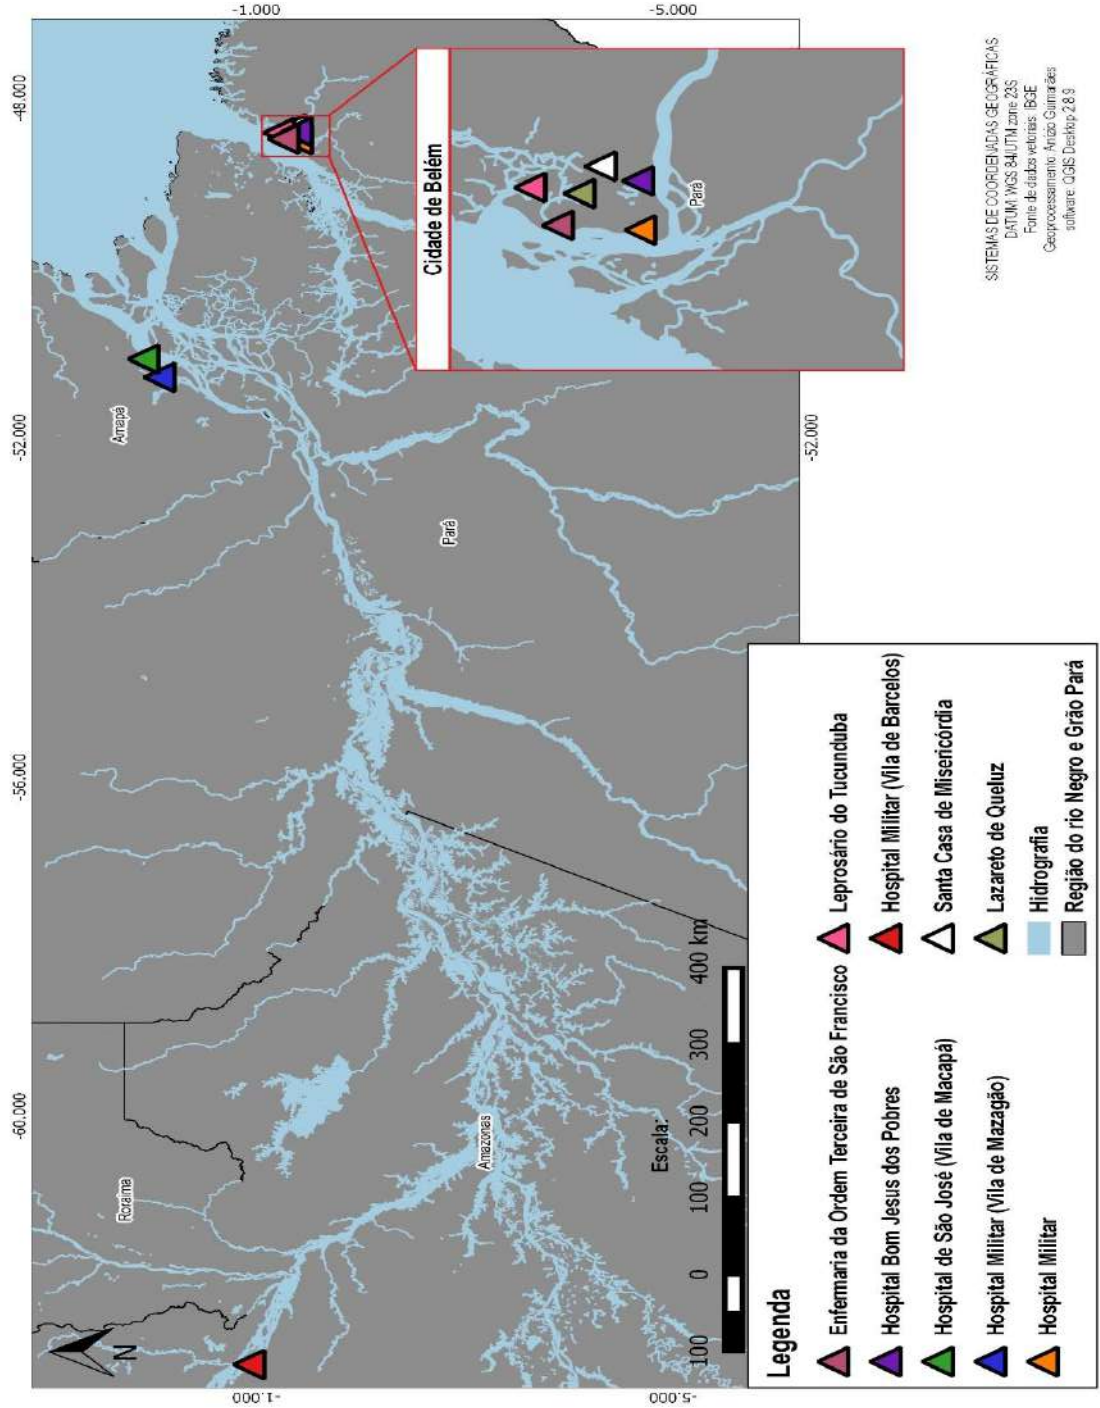 -60.000
-56.000
-52.000
48.000
-1.000
-5.000
-1.000
-5.000
-52.000
N
Roraima
Amazonas
Amapá
Pará
Cidade de Belém
Pará
Escala:
100 0 100 200 300 400 km
Legenda
Enfermaria da Ordem Terceira de São Francisco
Hospital Bom Jesus dos Pobres
Hospital de São José (Vila de Macapá)
Hospital Militar (Vila de Mazagão)
Hospital Militar
Leprosário do Tucunduba
Hospital Militar (Vila de Barcelos)
Santa Casa de Misericórdia
Lazareto de Queluz
Hidrografia
Região do rio Negro e Grão Pará
SISTEMAS DE COORDENADAS GEOGRÁFICAS
DATUM: WGS 84/UTM zone 23S
Fonte de dados vetoriais: IBGE
Geoprocessamento: Anízio Guimarães
software: QGIS Desktop 2.8.9